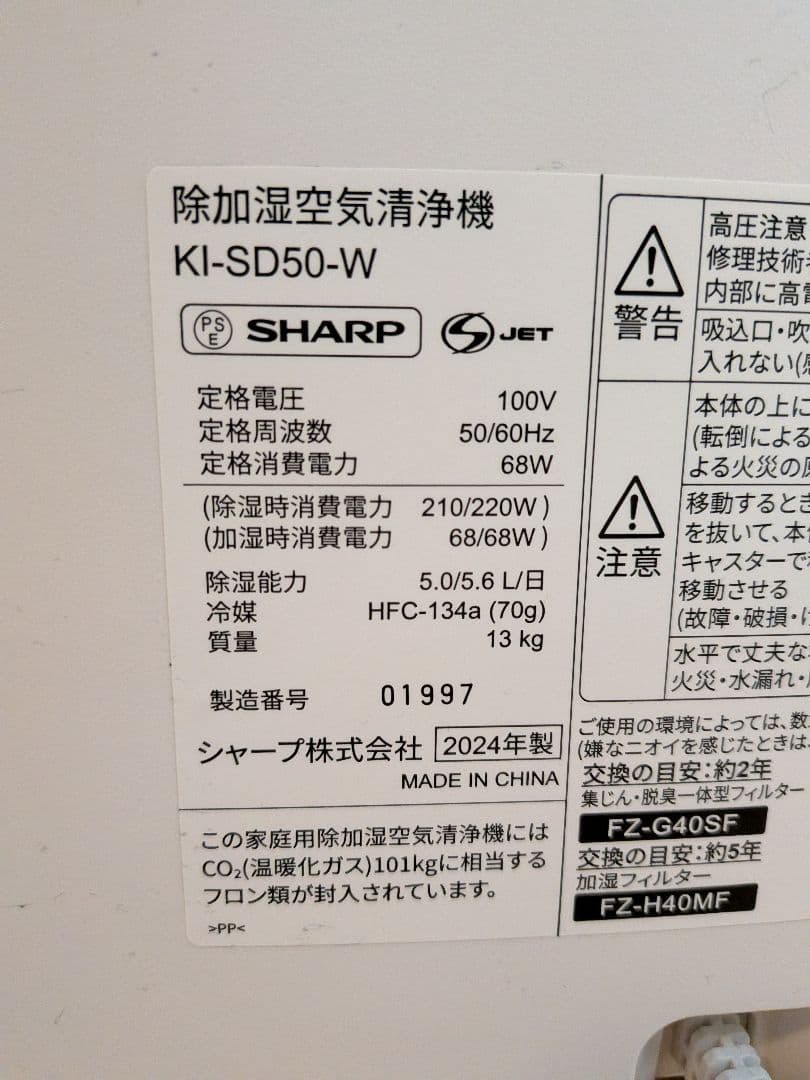 除加湿空気清浄機
KI-SD50-W
PS
E
SHARP
S JET
定格電圧 100V
定格周波数 50/60Hz
定格消費電力 68W
(除湿時消費電力 210/220W)
(加湿時消費電力 68/68W)
除湿能力 5.0/5.6 L/日
冷媒 HFC-134a (70g)
質量 13 kg
製造番号 01997
シャープ株式会社 2024年製
MADE IN CHINA
この家庭用除加湿空気清浄機には
CO₂(温暖化ガス)101kgに相当する
フロン類が封入されています。
>PP<
警告
高圧注意
修理技術者
内部に高電
吸込口・吹
入れない(感
注意
本体の上に
(転倒による
よる火災の原
移動するとき
を抜いて、本体
キャスターで
移動させる
(故障・破損・
水平で丈夫な
火災・水漏れ・
ご使用の環境によっては、数
(嫌なニオイを感じたときは、
交換の目安：約2年
集じん・脱臭一体型フィルター
FZ-G40SF
交換の目安：約5年
加湿フィルター
FZ-H40MF